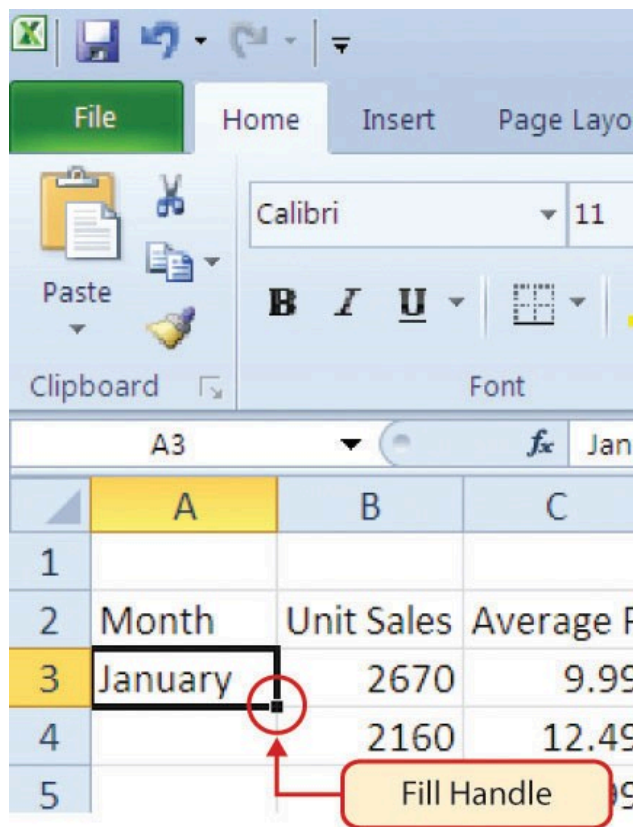 File Home Insert Page Layo
Calibri 11
Paste
B I U
Clipboard Font
A3 fx Jan
A B C
1
2 Month Unit Sales Average P
3 January 2670 9.99
4 2160 12.49
5 Fill Handle 99